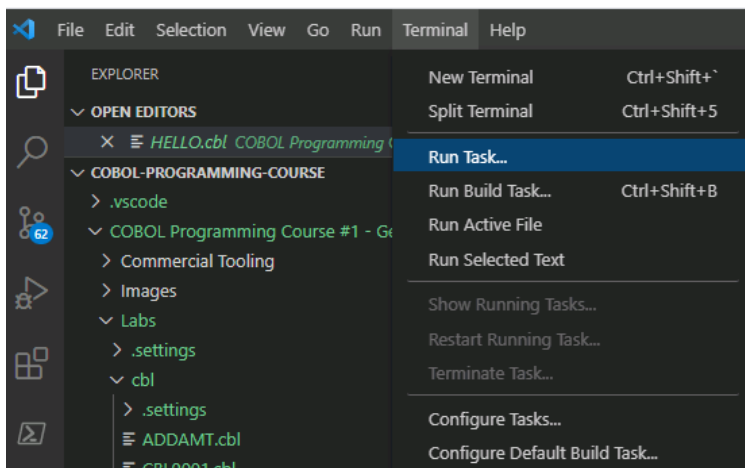 File Edit Selection View Go Run Terminal Help
EXPLORER
OPEN EDITORS
HELLO.cbl COBOL Programming
COBOL-PROGRAMMING-COURSE
.vscode
COBOL Programming Course #1 - Ge
Commercial Tooling
Images
Labs
.settings
cbl
.settings
ADDAMT.cbl
CBL0001.cbl
62
New Terminal Ctrl+Shift+`
Split Terminal Ctrl+Shift+5
Run Task...
Run Build Task... Ctrl+Shift+B
Run Active File
Run Selected Text
Show Running Tasks...
Restart Running Task...
Terminate Task...
Configure Tasks...
Configure Default Build Task...